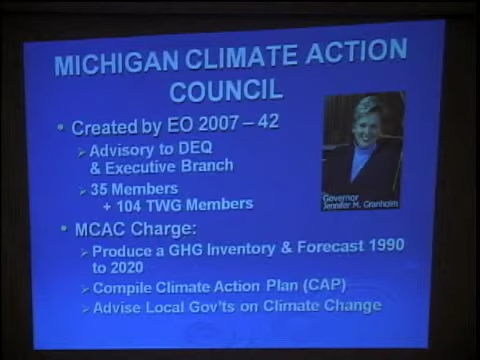 MICHIGAN CLIMATE ACTION
COUNCIL
• Created by EO 2007 – 42
➢ Advisory to DEQ
& Executive Branch
➢ 35 Members
+ 104 TWG Members
• MCAC Charge:
➢ Produce a GHG Inventory & Forecast 1990
to 2020
➢ Compile Climate Action Plan (CAP)
➢ Advise Local Gov'ts on Climate Change
Governor
Jennifer M. Granholm